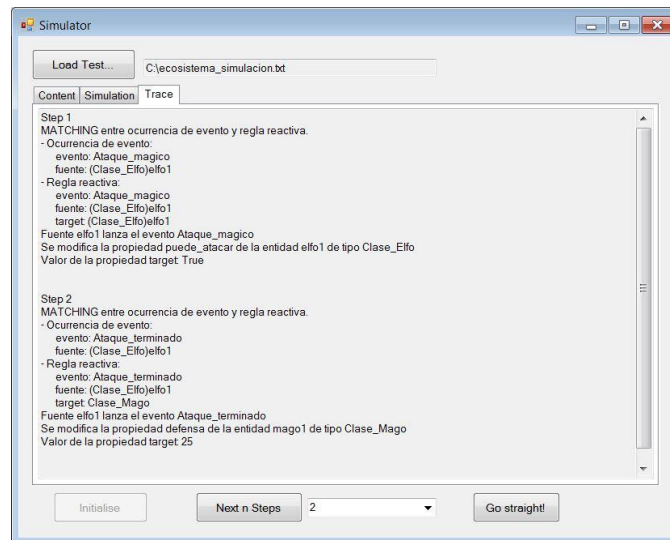 Simulator
Load Test...
C:\ecosistema_simulacion.txt
Content Simulation Trace
Step 1
MATCHING entre ocurrencia de evento y regla reactiva.
- Ocurrencia de evento:
evento: Ataque_magico
fuente: (Clase_Elfo)elfo1
- Regla reactiva:
evento: Ataque_magico
fuente: (Clase_Elfo)elfo1
target: (Clase_Elfo)elfo1
Fuente elfo1 lanza el evento Ataque_magico
Se modifica la propiedad puede_atacar de la entidad elfo1 de tipo Clase_Elfo
Valor de la propiedad target: True
Step 2
MATCHING entre ocurrencia de evento y regla reactiva.
- Ocurrencia de evento:
evento: Ataque_terminado
fuente: (Clase_Elfo)elfo1
- Regla reactiva:
evento: Ataque_terminado
fuente: (Clase_Elfo)elfo1
target: Clase_Mago
Fuente elfo1 lanza el evento Ataque_terminado
Se modifica la propiedad defensa de la entidad mago1 de tipo Clase_Mago
Valor de la propiedad target: 25
Initialise Next n Steps 2 Go straight!